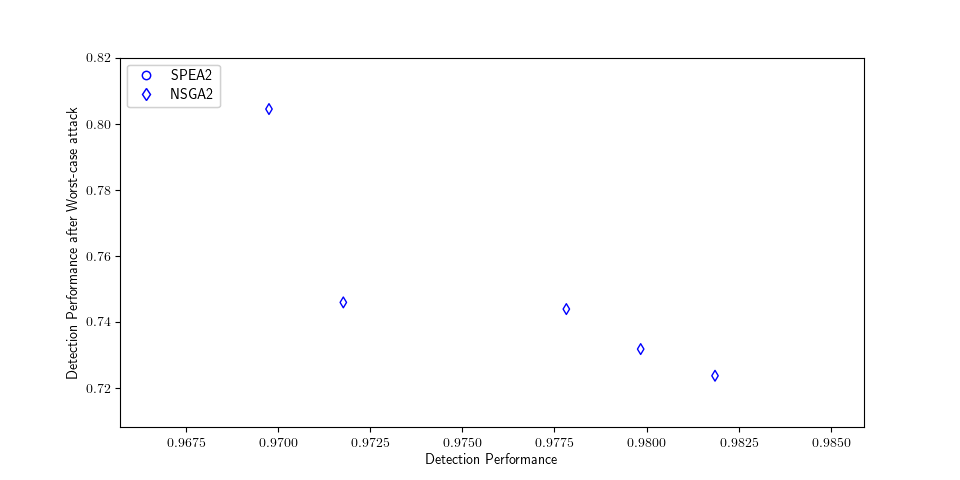 0.82
0.80
0.78
0.76
0.74
0.72
Detection Performance after Worst-case attack
SPEA2
NSGA2
0.9675 0.9700 0.9725 0.9750 0.9775 0.9800 0.9825 0.9850
Detection Performance